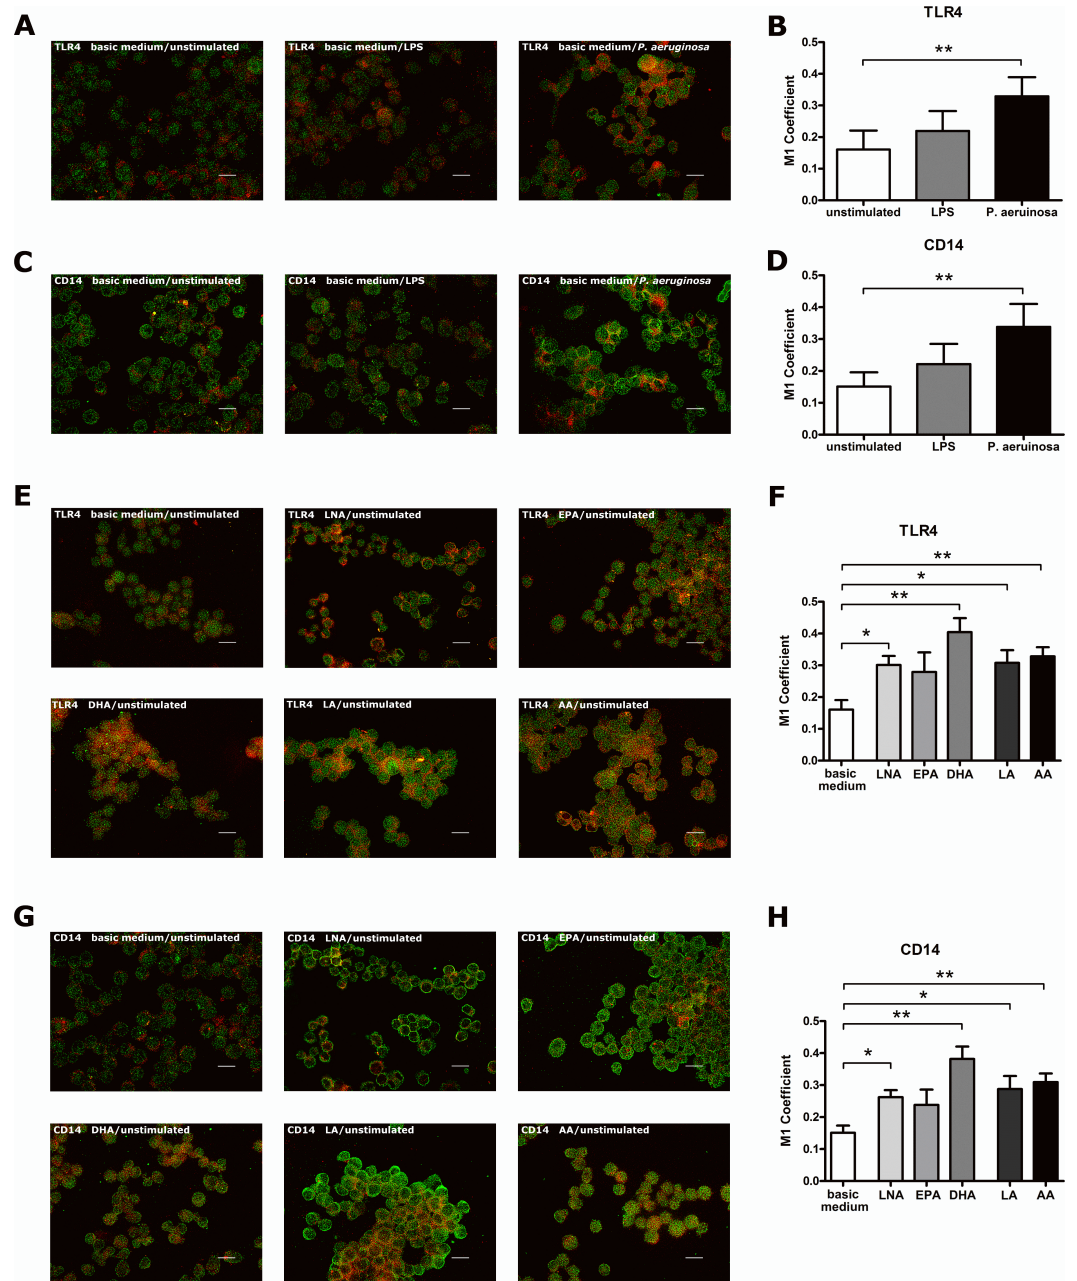 A
TLR4 basic medium/unstimulated
TLR4 basic medium/LPS
TLR4 basic medium/P. aeruginosa
B
TLR4
M1 Coefficient
0.5
0.4
0.3
0.2
0.1
0.0
**
unstimulated LPS P. aeruinosa
C
CD14 basic medium/unstimulated
CD14 basic medium/LPS
CD14 basic medium/P. aeruginosa
D
CD14
M1 Coefficient
0.5
0.4
0.3
0.2
0.1
0.0
**
unstimulated LPS P. aeruinosa
E
TLR4 basic medium/unstimulated
TLR4 LNA/unstimulated
TLR4 EPA/unstimulated
TLR4 DHA/unstimulated
TLR4 LA/unstimulated
TLR4 AA/unstimulated
F
TLR4
**
*
**
*
M1 Coefficient
0.5
0.4
0.3
0.2
0.1
0.0
basic
medium
LNA EPA DHA LA AA
G
CD14 basic medium/unstimulated
CD14 LNA/unstimulated
CD14 EPA/unstimulated
CD14 DHA/unstimulated
CD14 LA/unstimulated
CD14 AA/unstimulated
H
CD14
**
*
**
*
M1 Coefficient
0.5
0.4
0.3
0.2
0.1
0.0
basic
medium
LNA EPA DHA LA AA